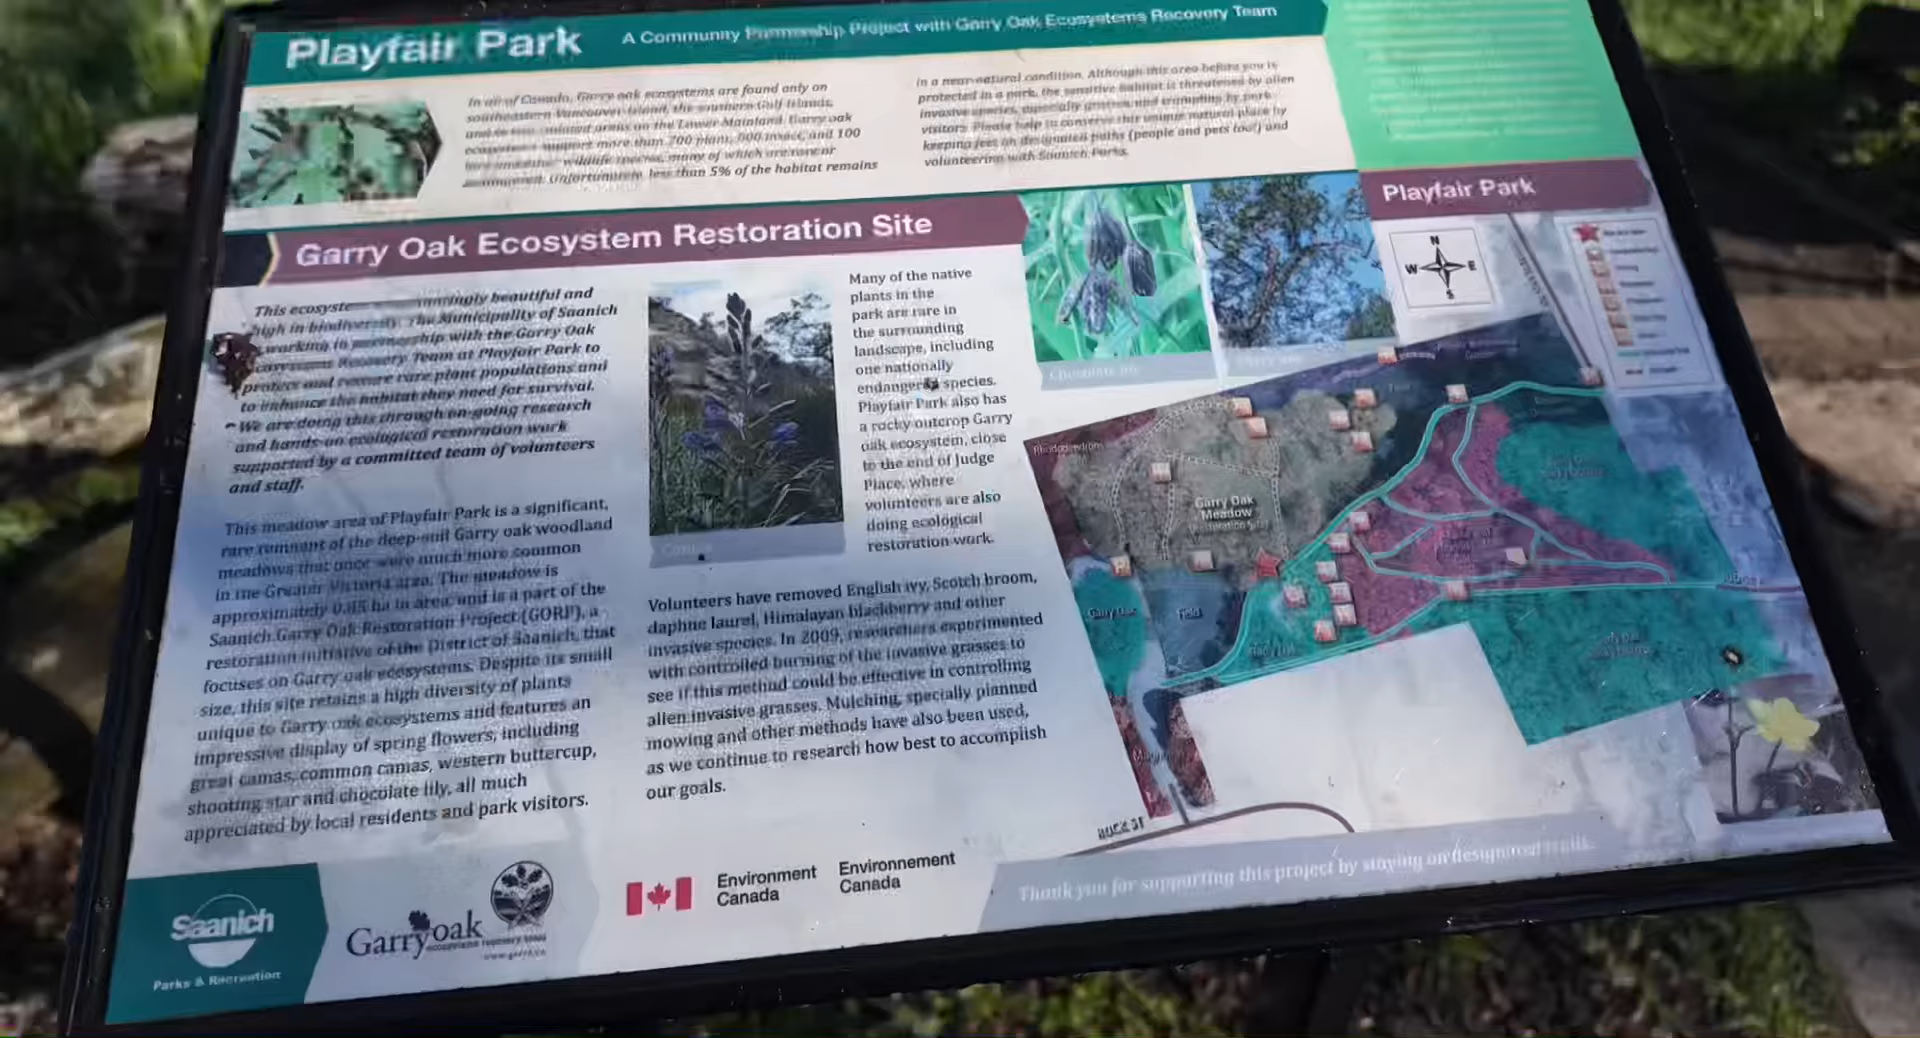 Playfair Park
A Community Partnership Project with Garry Oak Ecosystems Recovery Team
In all of Canada, Garry oak ecosystems are found only on
southeastern Vancouver Island, the southern Gulf Islands,
and in two isolated areas on the Lower Mainland. Garry oak
ecosystems support more than 700 plant, 800 insect, and 100
wildlife species, many of which are rare or
Unfortunately, less than 5% of the habitat remains
in a near-natural condition. Although this area before you is
protected in a park, the sensitive habitat is threatened by alien
invasive species, especially grasses, and trampling by park
visitors. Please help to conserve this unique natural place by
keeping feet on designated paths (people and pets too!) and
volunteering with Saanich Parks.
Garry Oak Ecosystem Restoration Site
This ecosystem beautiful and
high in biodiversity. The Municipality of Saanich
working in partnership with the Garry Oak
Recovery Team at Playfair Park to
protect and restore rare plant populations and
to enhance the habitat they need for survival.
We are doing this through on-going research
and hands-on ecological restoration work
supported by a committed team of volunteers
and staff.
This meadow area of Playfair Park is a significant,
rare remnant of the deep-soil Garry oak woodland
meadows that once were much more common
in the Greater Victoria area. The meadow is
approximately ha in area, and is a part of the
Saanich Garry Oak Restoration Project (GORP), a
restoration initiative of the District of Saanich, that
focuses on Garry oak ecosystems. Despite its small
size, this site retains a high diversity of plants
unique to Garry oak ecosystems and features an
impressive display of spring flowers, including
great camas, common camas, western buttercup,
shooting star and chocolate lily, all much
appreciated by local residents and park visitors.
Many of the native
plants in the
park are rare in
the surrounding
landscape, including
one nationally
endangered species.
Playfair Park also has
a rocky outcrop Garry
oak ecosystem, close
to the end of Judge
Place, where
volunteers are also
doing ecological
restoration work.
Volunteers have removed English ivy, Scotch broom,
daphne laurel, Himalayan blackberry and other
invasive species. In 2009, researchers experimented
with controlled burning of the invasive grasses to
see if this method could be effective in controlling
alien invasive grasses. Mulching, specially planned
mowing and other methods have also been used,
as we continue to research how best to accomplish
our goals.
Chocolate lily
Playfair Park
N
W E
S
Rhododendrons
Garry Oak
Meadow
(Restoration Site)
Garry Oak
Field
ROCK ST
Thank you for supporting this project by staying on designated trails.
Saanich
Parks & Recreation
Garry oak
ecosystems recovery team
www.goert.ca
Environment
Canada
Environnement
Canada